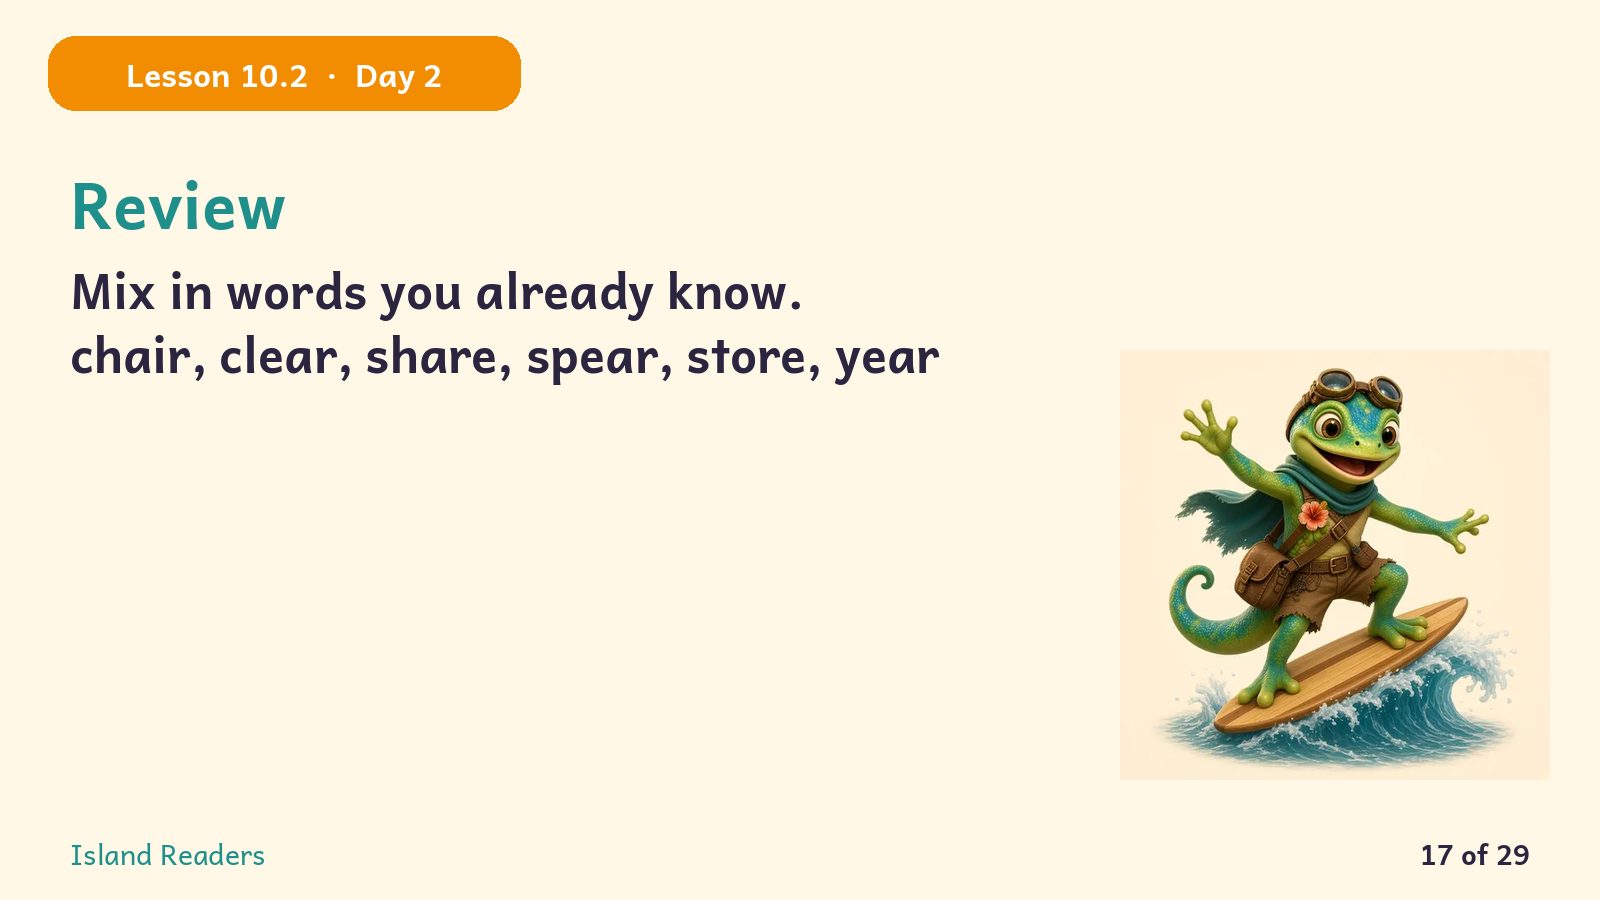 Lesson 10.2 · Day 2
Review
Mix in words you already know.
chair, clear, share, spear, store, year
Island Readers
17 of 29